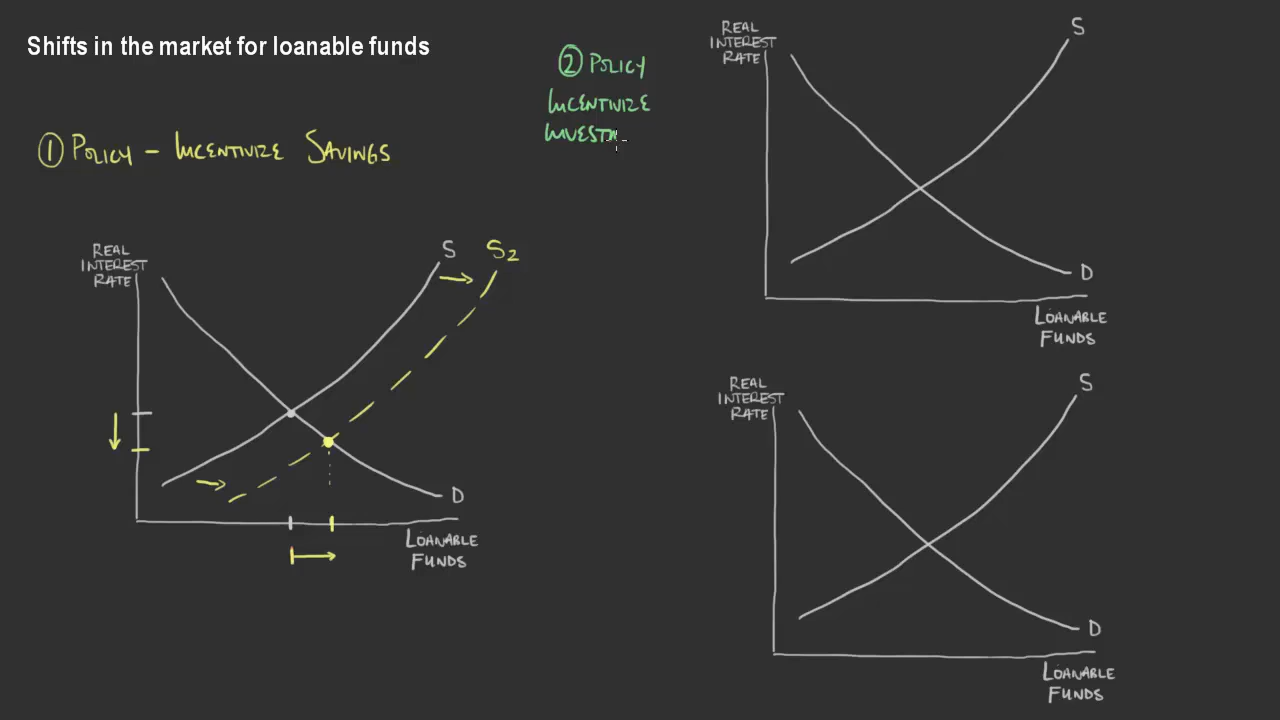 Shifts in the market for loanable funds
① POLICY - INCENTIVIZE SAVINGS
REAL
INTEREST
RATE
S
S2
D
LOANABLE
FUNDS
② POLICY
INCENTIVIZE
INVESTM
REAL
INTEREST
RATE
S
D
LOANABLE
FUNDS
REAL
INTEREST
RATE
S
D
LOANABLE
FUNDS